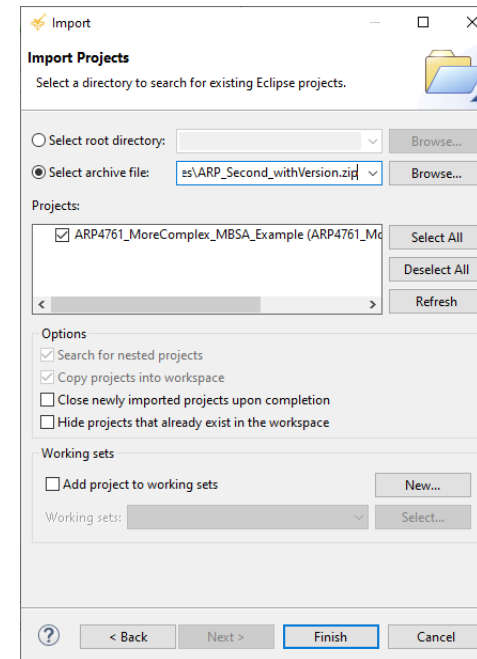 Import
Import Projects
Select a directory to search for existing Eclipse projects.
Select root directory:
Browse...
Select archive file:
es\ARP_Second_withVersion.zip
Browse...
Projects:
ARP4761_MoreComplex_MBSA_Example (ARP4761_Mo
Select All
Deselect All
Refresh
Options
Search for nested projects
Copy projects into workspace
Close newly imported projects upon completion
Hide projects that already exist in the workspace
Working sets
Add project to working sets
New...
Working sets:
Select...
?
< Back
Next >
Finish
Cancel